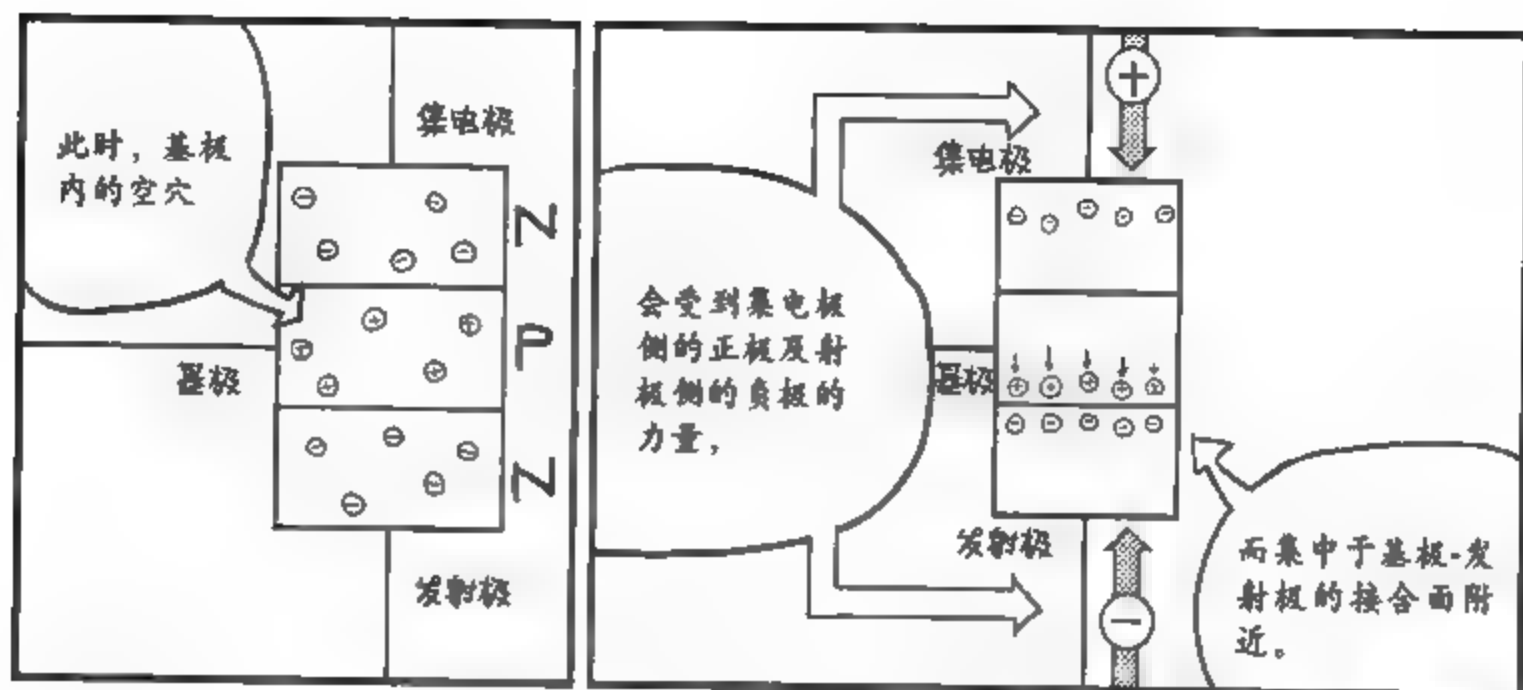 此时，基极
内的空穴
集电极
N
P
N
基极
发射极
会受到集电极
侧的正极及射
极侧的负极的
力量，
集电极
+
基极
发射极
−
而集中于基极-发
射极的接合面附
近。